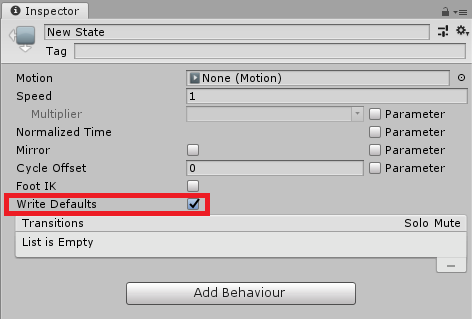 Inspector
New State
Tag
Motion None (Motion)
Speed 1
Multiplier Parameter
Normalized Time Parameter
Mirror Parameter
Cycle Offset 0 Parameter
Foot IK
Write Defaults
Transitions Solo Mute
List is Empty
Add Behaviour